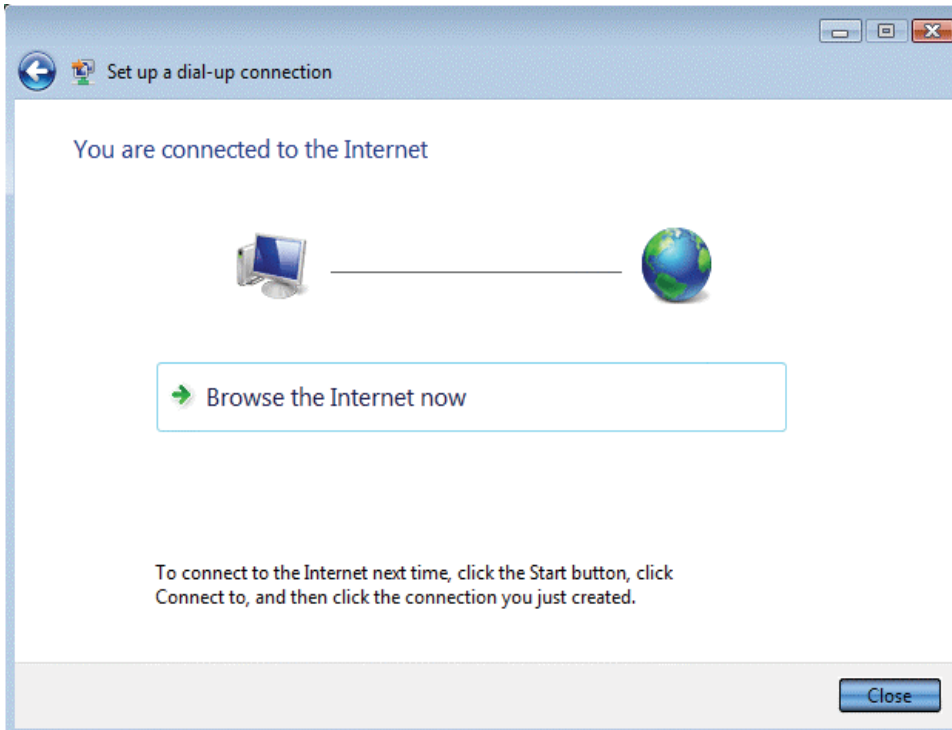 Set up a dial-up connection
You are connected to the Internet
Browse the Internet now
To connect to the Internet next time, click the Start button, click
Connect to, and then click the connection you just created.
Close